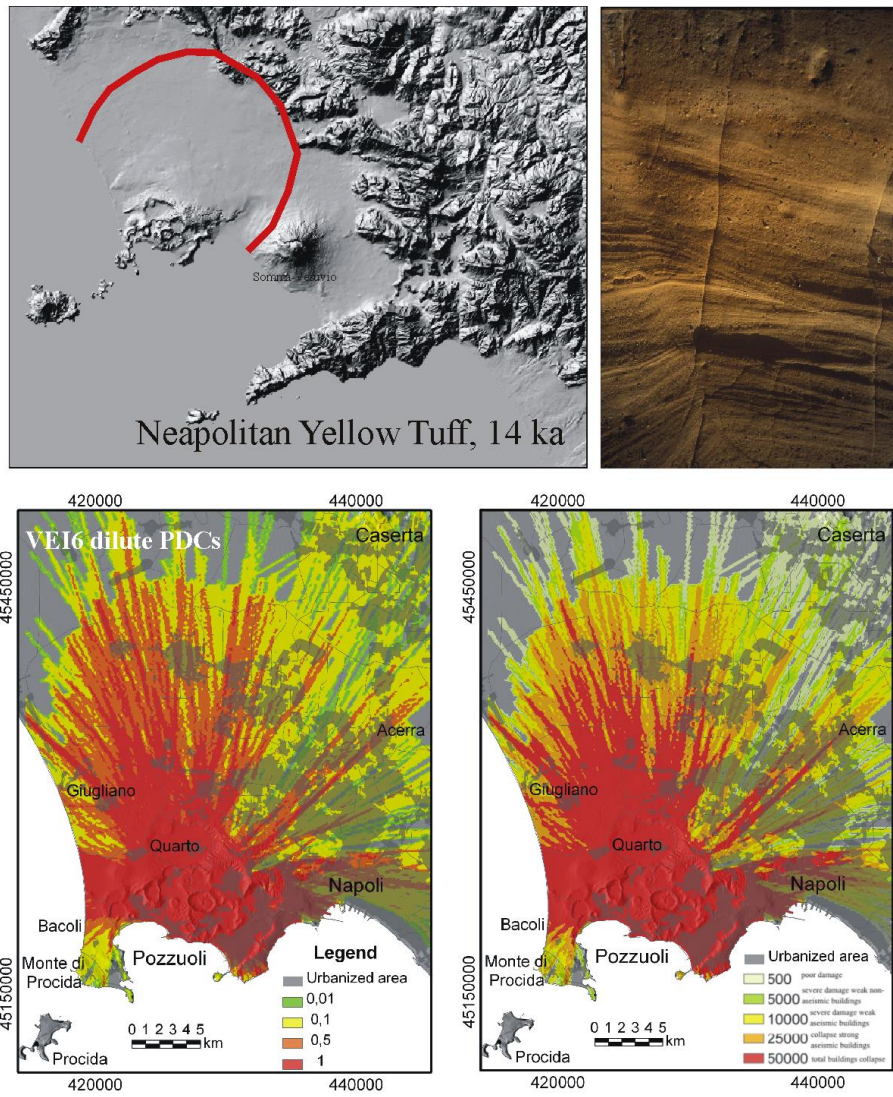 Somma-Vesuvio
Neapolitan Yellow Tuff, 14 ka
420000
440000
VEI6 dilute PDCs
Caserta
45450000
Acerra
Giugliano
Quarto
Napoli
Bacoli
Pozzuoli
Monte di
Procida
Legend
Urbanized area
0,01
0,1
0,5
1
45150000
0 1 2 3 4 5
km
Procida
420000
440000
420000
440000
Caserta
45450000
Acerra
Giugliano
Quarto
Napoli
Bacoli
Pozzuoli
Monte di
Procida
Urbanized area
500 poor damage
5000 severe damage weak non-
aseismic buildings
10000 severe damage weak
aseismic buildings
25000 collapse strong
aseismic buildings
50000 total buildings collapse
45150000
0 1 2 3 4 5
km
Procida
420000
440000